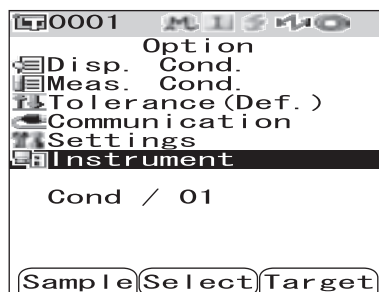 0001
Option
Disp. Cond.
Meas. Cond.
Tolerance(Def.)
Communication
Settings
Instrument
Cond / 01
Sample Select Target